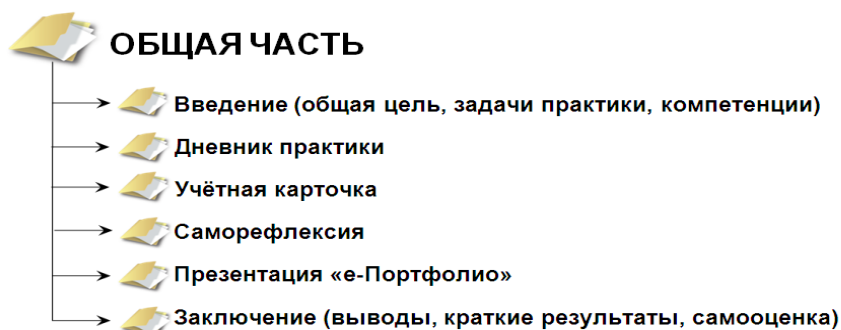 ОБЩАЯ ЧАСТЬ
Введение (общая цель, задачи практики, компетенции)
Дневник практики
Учётная карточка
Саморефлексия
Презентация «е-Портфолио»
Заключение (выводы, краткие результаты, самооценка)